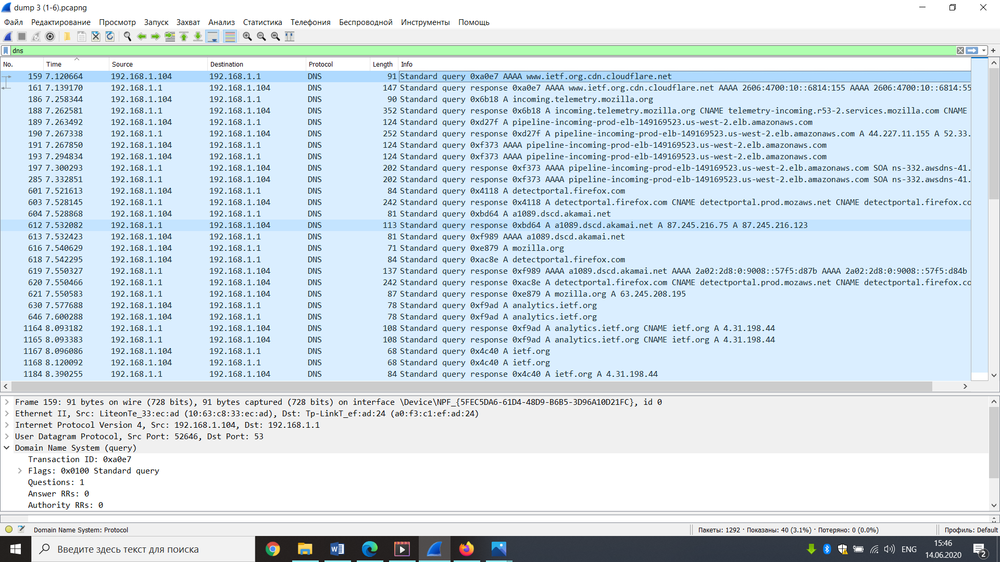 dump 3 (1-6).pcapng
Файл Редактирование Просмотр Запуск Захват Анализ Статистика Телефония Беспроводной Инструменты Помощь
dns
No. Time Source Destination Protocol Length Info
159 7.120664 192.168.1.104 192.168.1.1 DNS 91 Standard query 0xa0e7 AAAA www.ietf.org.cdn.cloudflare.net
161 7.139170 192.168.1.1 192.168.1.104 DNS 147 Standard query response 0xa0e7 AAAA www.ietf.org.cdn.cloudflare.net AAAA 2606:4700:10::6814:155 AAAA 2606:4700:10::6814:55
186 7.258344 192.168.1.104 192.168.1.1 DNS 90 Standard query 0x6b18 A incoming.telemetry.mozilla.org
188 7.262581 192.168.1.1 192.168.1.104 DNS 352 Standard query response 0x6b18 A incoming.telemetry.mozilla.org CNAME telemetry-incoming.r53-2.services.mozilla.com CNAME
189 7.263492 192.168.1.104 192.168.1.1 DNS 124 Standard query 0xd27f A pipeline-incoming-prod-elb-149169523.us-west-2.elb.amazonaws.com
190 7.267338 192.168.1.1 192.168.1.104 DNS 252 Standard query response 0xd27f A pipeline-incoming-prod-elb-149169523.us-west-2.elb.amazonaws.com A 44.227.11.155 A 52.33.
191 7.267850 192.168.1.104 192.168.1.1 DNS 124 Standard query 0xf373 AAAA pipeline-incoming-prod-elb-149169523.us-west-2.elb.amazonaws.com
193 7.294834 192.168.1.104 192.168.1.1 DNS 124 Standard query 0xf373 AAAA pipeline-incoming-prod-elb-149169523.us-west-2.elb.amazonaws.com
197 7.300293 192.168.1.1 192.168.1.104 DNS 202 Standard query response 0xf373 AAAA pipeline-incoming-prod-elb-149169523.us-west-2.elb.amazonaws.com SOA ns-332.awsdns-41.
285 7.332851 192.168.1.1 192.168.1.104 DNS 202 Standard query response 0xf373 AAAA pipeline-incoming-prod-elb-149169523.us-west-2.elb.amazonaws.com SOA ns-332.awsdns-41.
601 7.521613 192.168.1.104 192.168.1.1 DNS 84 Standard query 0x4118 A detectportal.firefox.com
603 7.528145 192.168.1.1 192.168.1.104 DNS 242 Standard query response 0x4118 A detectportal.firefox.com CNAME detectportal.prod.mozaws.net CNAME detectportal.firefox.co
604 7.528868 192.168.1.104 192.168.1.1 DNS 81 Standard query 0xbd64 A a1089.dscd.akamai.net
612 7.532082 192.168.1.1 192.168.1.104 DNS 113 Standard query response 0xbd64 A a1089.dscd.akamai.net A 87.245.216.75 A 87.245.216.123
613 7.532423 192.168.1.104 192.168.1.1 DNS 81 Standard query 0xf989 AAAA a1089.dscd.akamai.net
616 7.540629 192.168.1.104 192.168.1.1 DNS 71 Standard query 0xe879 A mozilla.org
618 7.542295 192.168.1.104 192.168.1.1 DNS 84 Standard query 0xac8e A detectportal.firefox.com
619 7.550327 192.168.1.1 192.168.1.104 DNS 137 Standard query response 0xf989 AAAA a1089.dscd.akamai.net AAAA 2a02:2d8:0:9008::57f5:d87b AAAA 2a02:2d8:0:9008::57f5:d84b
620 7.550466 192.168.1.1 192.168.1.104 DNS 242 Standard query response 0xac8e A detectportal.firefox.com CNAME detectportal.prod.mozaws.net CNAME detectportal.firefox.co
621 7.550583 192.168.1.1 192.168.1.104 DNS 87 Standard query response 0xe879 A mozilla.org A 63.245.208.195
630 7.577688 192.168.1.104 192.168.1.1 DNS 78 Standard query 0xf9ad A analytics.ietf.org
646 7.600288 192.168.1.104 192.168.1.1 DNS 78 Standard query 0xf9ad A analytics.ietf.org
1164 8.093182 192.168.1.1 192.168.1.104 DNS 108 Standard query response 0xf9ad A analytics.ietf.org CNAME ietf.org A 4.31.198.44
1165 8.093383 192.168.1.1 192.168.1.104 DNS 108 Standard query response 0xf9ad A analytics.ietf.org CNAME ietf.org A 4.31.198.44
1167 8.096086 192.168.1.104 192.168.1.1 DNS 68 Standard query 0x4c40 A ietf.org
1168 8.120092 192.168.1.104 192.168.1.1 DNS 68 Standard query 0x4c40 A ietf.org
1184 8.390255 192.168.1.1 192.168.1.104 DNS 84 Standard query response 0x4c40 A ietf.org A 4.31.198.44
Frame 159: 91 bytes on wire (728 bits), 91 bytes captured (728 bits) on interface \Device\NPF_{5FEC5DA6-61D4-48D9-B6B5-3D96A10D21FC}, id 0
Ethernet II, Src: LiteonTe_33:ec:ad (10:63:c8:33:ec:ad), Dst: Tp-LinkT_ef:ad:24 (a0:f3:c1:ef:ad:24)
Internet Protocol Version 4, Src: 192.168.1.104, Dst: 192.168.1.1
User Datagram Protocol, Src Port: 52646, Dst Port: 53
Domain Name System (query)
Transaction ID: 0xa0e7
Flags: 0x0100 Standard query
Questions: 1
Answer RRs: 0
Authority RRs: 0
Domain Name System: Protocol
Пакеты: 1292 · Показаны: 40 (3.1%) · Потеряно: 0 (0.0%)
Профиль: Default
Введите здесь текст для поиска
ENG
15:46
14.06.2020
2